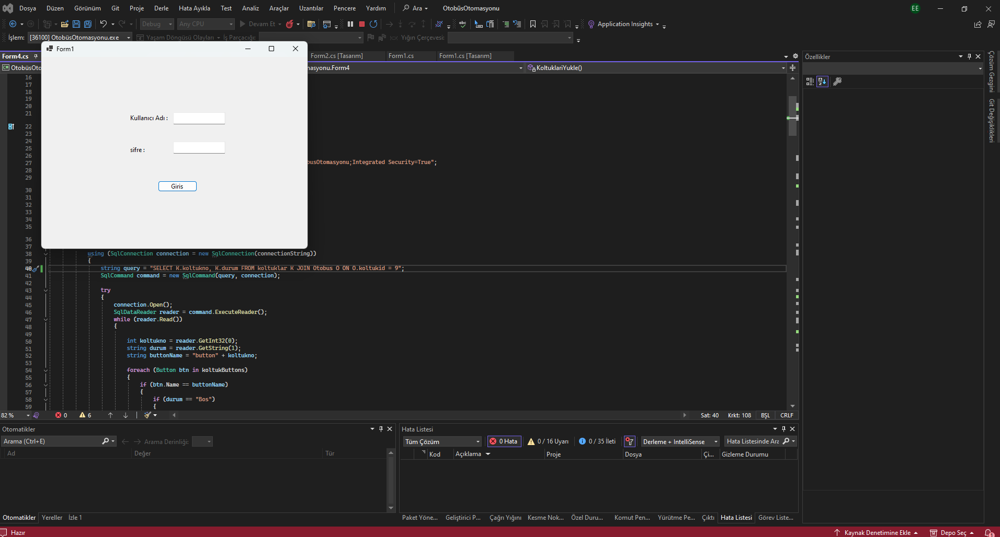 Dosya Düzen Görünüm Git Proje Derle Hata Ayıkla Test Analiz Araçlar Uzantılar Pencere Yardım Ara OtobüsOtomasyonu EE
Debug Any CPU Devam Et Application Insights
İşlem: [36100] OtobüsOtomasyonu.exe Yaşam Döngüsü Olayları İş Parçacığı: Yığın Çerçevesi:
Form1
Form4.cs Form2.cs [Tasarım] Form1.cs Form1.cs [Tasarım]
C# OtobüsOto nasyonu.Form4 KoltuklariYukle()
Kullanıcı Adı :
sifre :
Giris
16
17
18
19
20
21
22
23
24
25
26
27 busOtomasyonu;Integrated Security=True";
28
29
30
31
32
33
34
35
36
37
38 using (SqlConnection connection = new SqlConnection(connectionString))
39 {
40 string query = "SELECT K.koltukno, K.durum FROM koltuklar K JOIN Otobus O ON O.koltukid = 9";
41 SqlCommand command = new SqlCommand(query, connection);
42
43 try
44 {
45 connection.Open();
46 SqlDataReader reader = command.ExecuteReader();
47 while (reader.Read())
48 {
49
50 int koltukno = reader.GetInt32(0);
51 string durum = reader.GetString(1);
52 string buttonName = "button" + koltukno;
53
54 foreach (Button btn in koltukButtons)
55 {
56 if (btn.Name == buttonName)
57 {
58 if (durum == "Bos")
59 {
82 % 0 6 Sat: 40 Krkt: 108 BŞL CRLF
Otomatikler
Arama (Ctrl+E) Arama Derinliği:
Ad Değer Tür
Otomatikler Yereller İzle 1
Hata Listesi
Tüm Çözüm 0 Hata 0 / 16 Uyarı 0 / 35 İleti Derleme + IntelliSense Hata Listesinde Ara
Kod Açıklama Proje Dosya Çi... Gizleme Durumu
Paket Yöne... Geliştirici P... Çağrı Yığını Kesme Nok... Özel Duru... Komut Pen... Yürütme Pe... Çıktı Hata Listesi Görev Liste...
Özellikler
Çözüm Gezgini
Git Değişiklikleri
Hazır Kaynak Denetimine Ekle Depo Seç 1